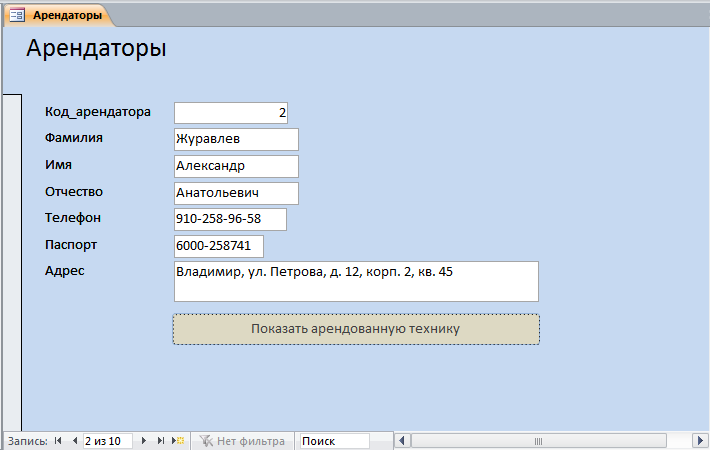 Арендаторы
Арендаторы
Код_арендатора 2
Фамилия Журавлев
Имя Александр
Отчество Анатольевич
Телефон 910-258-96-58
Паспорт 6000-258741
Адрес Владимир, ул. Петрова, д. 12, корп. 2, кв. 45
Показать арендованную технику
Запись: 2 из 10 Нет фильтра Поиск